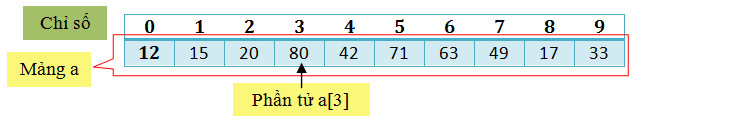 Chỉ số 0 1 2 3 4 5 6 7 8 9
Mảng a 12 15 20 80 42 71 63 49 17 33
Phần tử a[3]